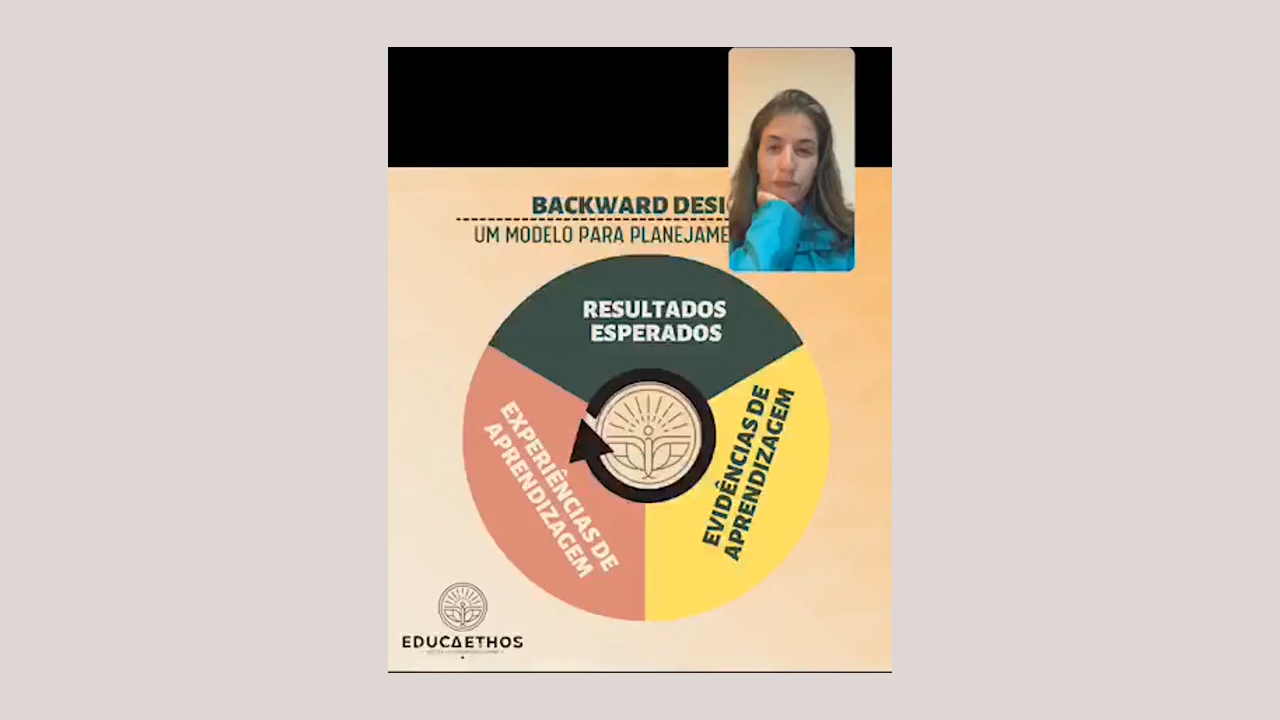 BACKWARD DESI
UM MODELO PARA PLANEJAME
RESULTADOS
ESPERADOS
EVIDÊNCIAS DE
APRENDIZAGEM
EXPERIÊNCIAS DE
APRENDIZAGEM
EDUCAETHOS